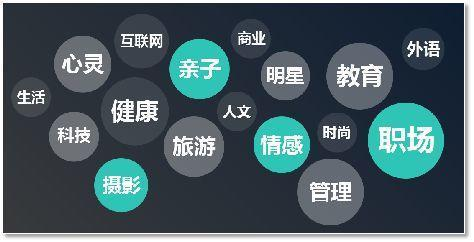 互联网
商业
外语
心灵
亲子
明星
教育
生活
健康
人文
科技
旅游
情感
时尚
职场
摄影
管理